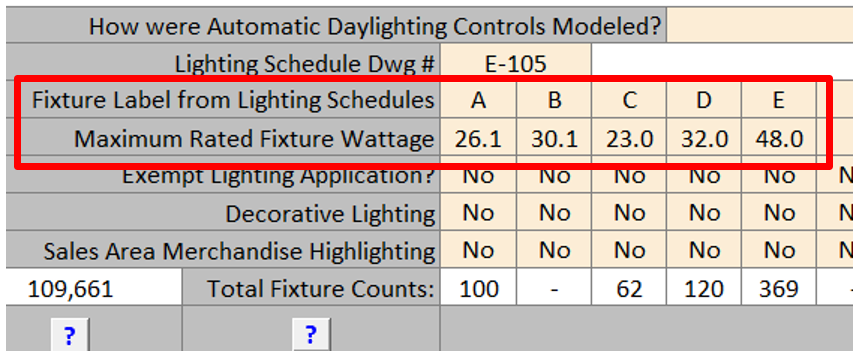 How were Automatic Daylighting Controls Modeled?
Lighting Schedule Dwg # E-105
Fixture Label from Lighting Schedules A B C D E
Maximum Rated Fixture Wattage 26.1 30.1 23.0 32.0 48.0
Exempt Lighting Application? No No No No No
Decorative Lighting No No No No No
Sales Area Merchandise Highlighting No No No No No
109,661 Total Fixture Counts: 100 - 62 120 369
? ?